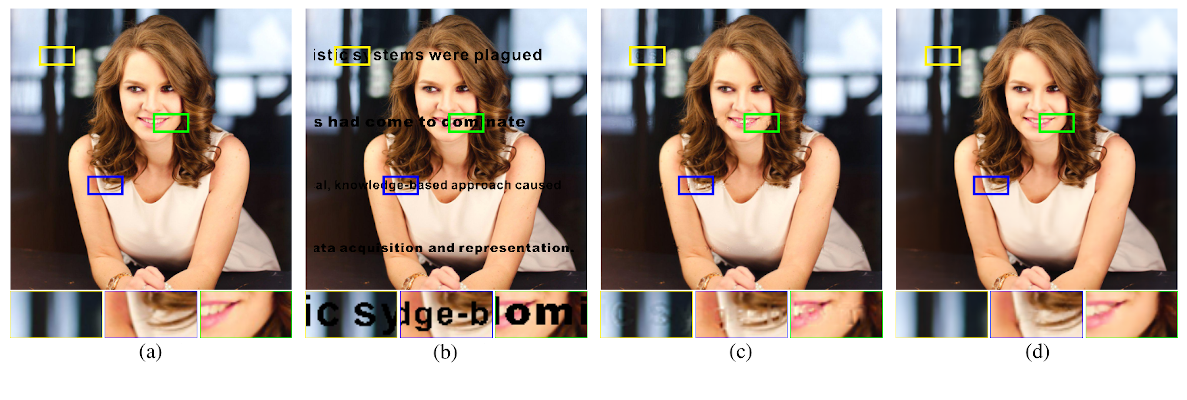 istic systems were plagued
s had come to dominate
al, knowledge-based approach caused
ata acquisition and representation.
ic sy
dge-bl
omi
(a)
(b)
(c)
(d)